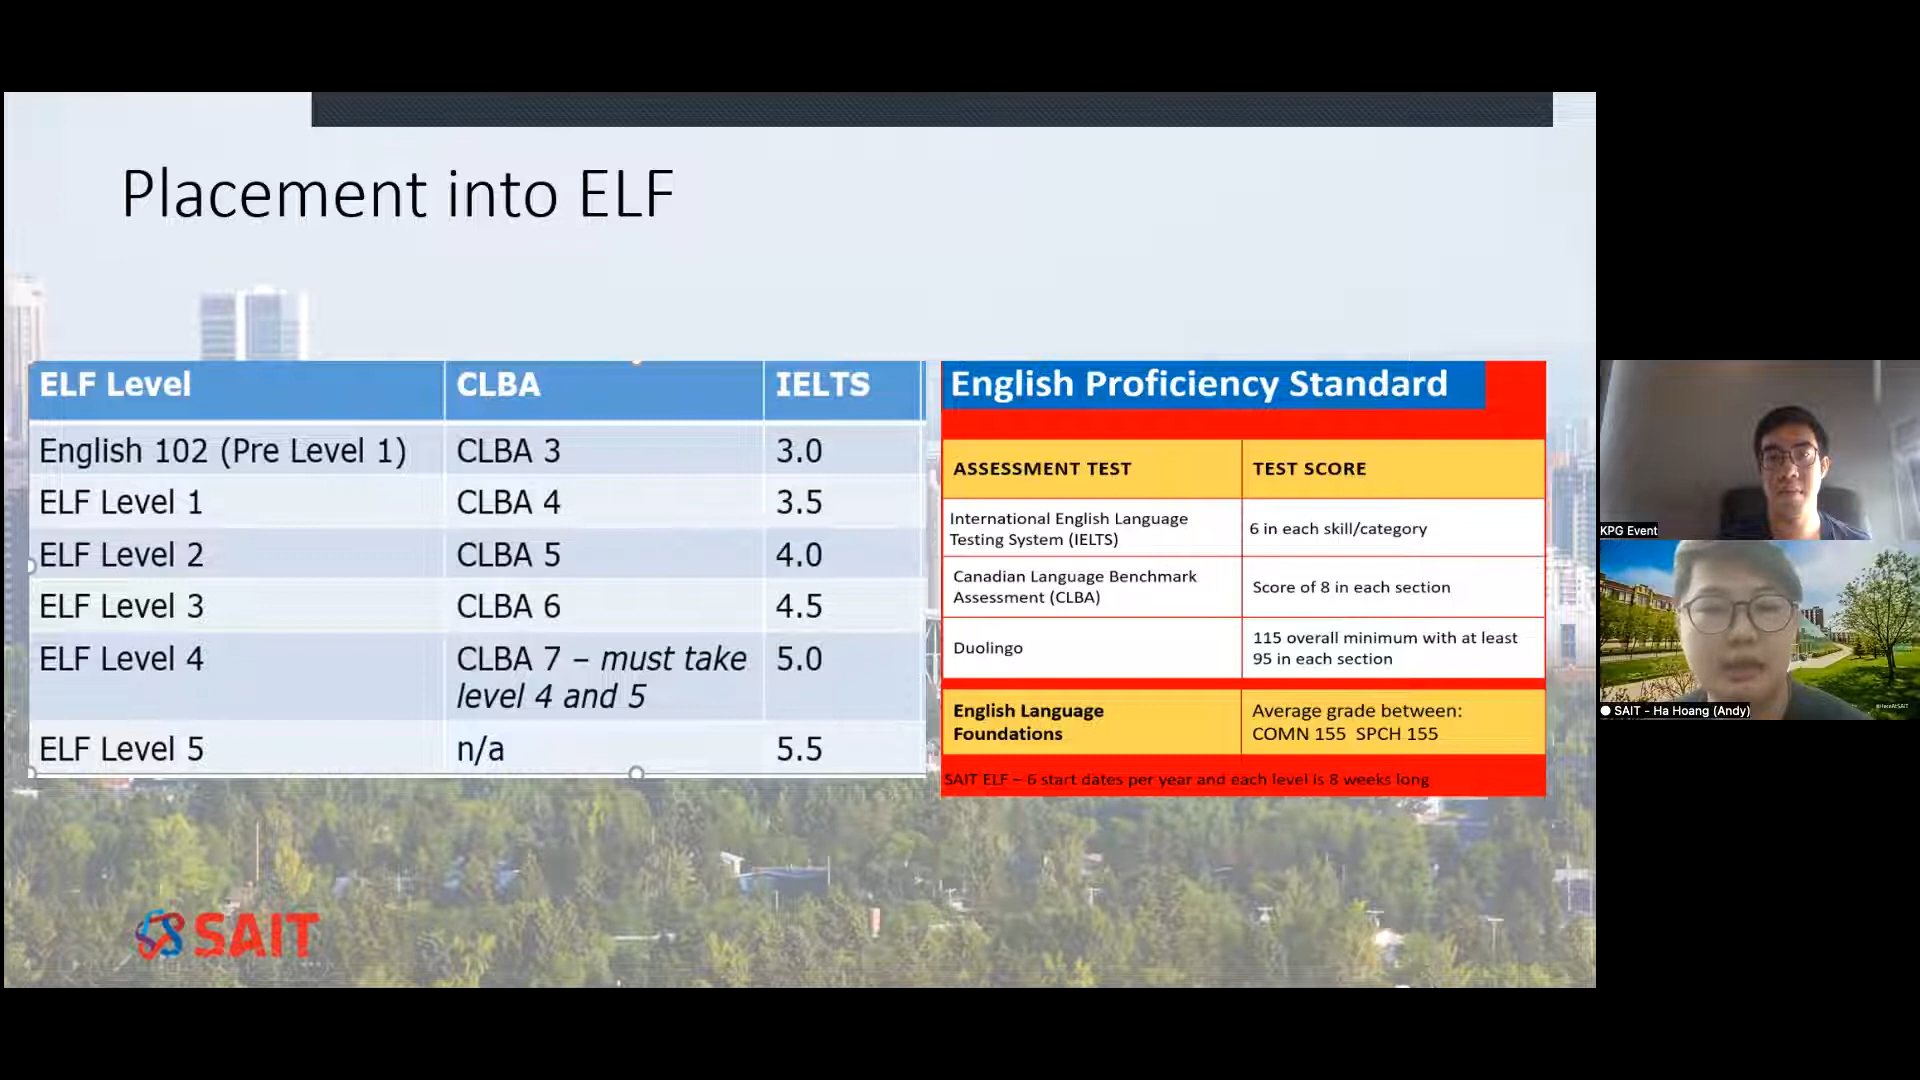 Placement into ELF
ELF Level CLBA IELTS
English 102 (Pre Level 1) CLBA 3 3.0
ELF Level 1 CLBA 4 3.5
ELF Level 2 CLBA 5 4.0
ELF Level 3 CLBA 6 4.5
ELF Level 4 CLBA 7 – must take 5.0
level 4 and 5
ELF Level 5 n/a 5.5
English Proficiency Standard
ASSESSMENT TEST TEST SCORE
International English Language
Testing System (IELTS)
6 in each skill/category
Canadian Language Benchmark
Assessment (CLBA)
Score of 8 in each section
Duolingo
115 overall minimum with at least
95 in each section
English Language
Foundations
Average grade between:
COMN 155 SPCH 155
SAIT ELF – 6 start dates per year and each level is 8 weeks long
SAIT
KPG Event
SAIT - Ha Hoang (Andy)